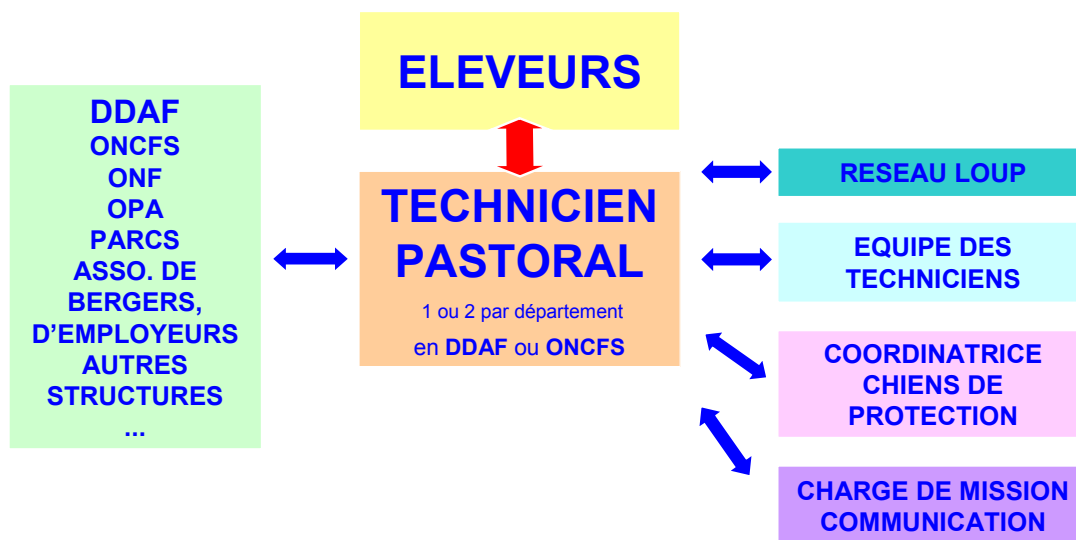 ELEVEURS
DDAF
ONCFS
ONF
OPA
PARCS
ASSO. DE
BERGERS,
D'EMPLOYEURS
AUTRES
STRUCTURES
...
TECHNICIEN
PASTORAL
1 ou 2 par département
en DDAF ou ONCFS
RESEAU LOUP
EQUIPE DES
TECHNICIENS
COORDINATRICE
CHIENS DE
PROTECTION
CHARGE DE MISSION
COMMUNICATION